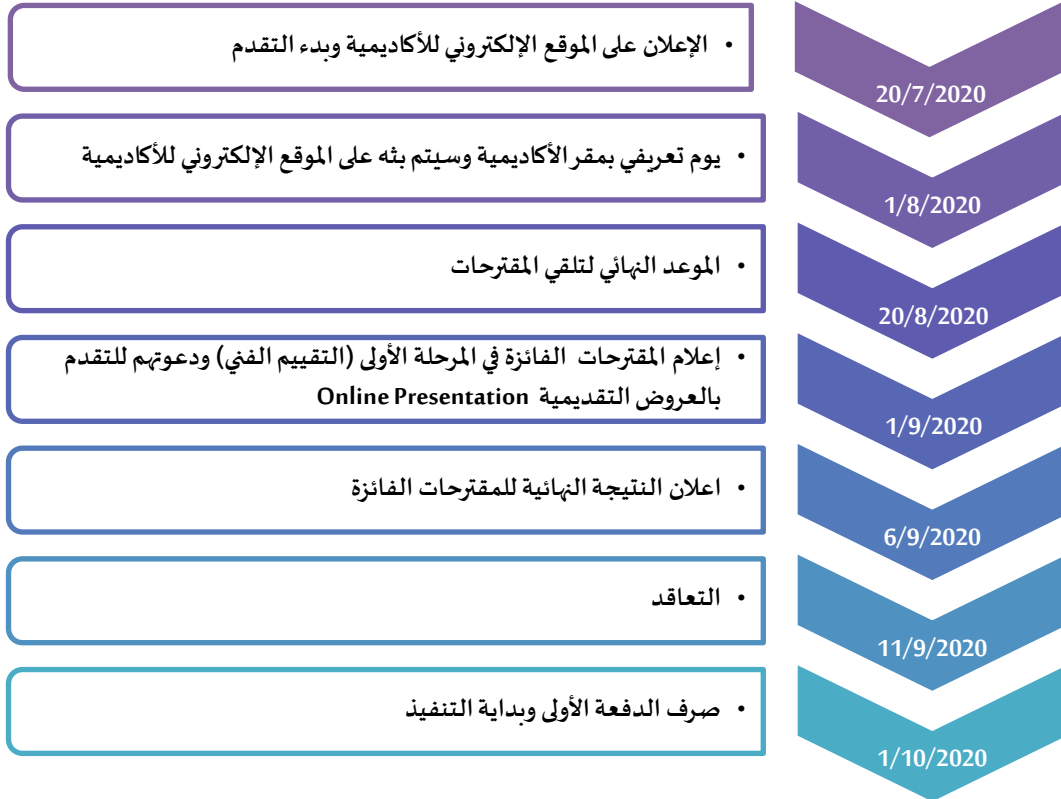 20/7/2020
• الإعلان على الموقع الإلكتروني للأكاديمية وبدء التقدم
1/8/2020
• يوم تعريفي بمقر الأكاديمية وسيتم بثه على الموقع الإلكتروني للأكاديمية
20/8/2020
• الموعد النهائي لتلقي المقترحات
1/9/2020
• إعلام المقترحات الفائزة في المرحلة الأولى (التقييم الفني) ودعوتهم للتقدم
بالعروض التقديمية Online Presentation
6/9/2020
• اعلان النتيجة النهائية للمقترحات الفائزة
11/9/2020
• التعاقد
1/10/2020
• صرف الدفعة الأولى وبداية التنفيذ